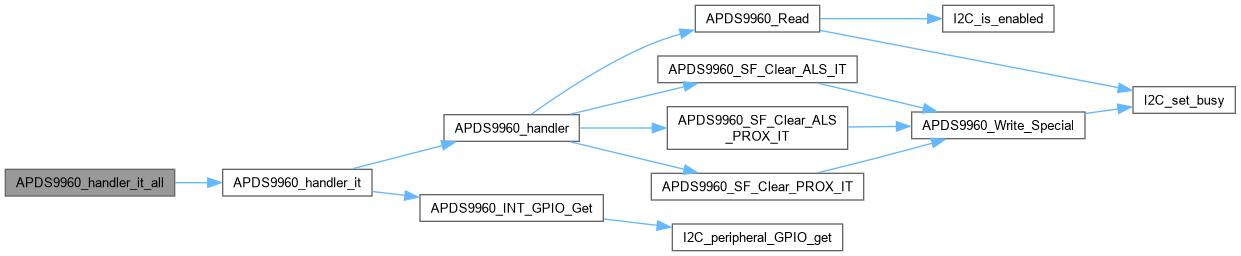 APDS9960_handler_it_all
APDS9960_handler_it
APDS9960_handler
APDS9960_INT_GPIO_Get
APDS9960_Read
APDS9960_SF_Clear_ALS_IT
APDS9960_SF_Clear_ALS
_PROX_IT
APDS9960_SF_Clear_PROX_IT
I2C_peripheral_GPIO_get
I2C_is_enabled
APDS9960_Write_Special
I2C_set_busy